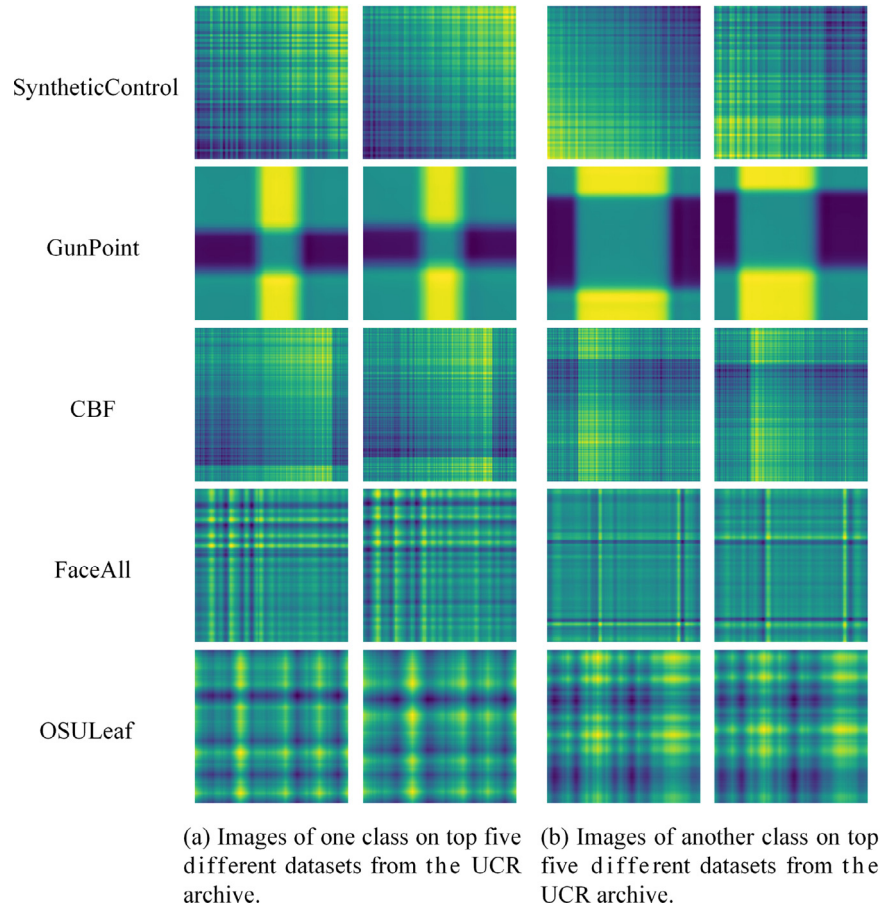 SyntheticControl
GunPoint
CBF
FaceAll
OSULeaf
(a) Images of one class on top five
different datasets from the UCR
archive.
(b) Images of another class on top
five different datasets from the
UCR archive.